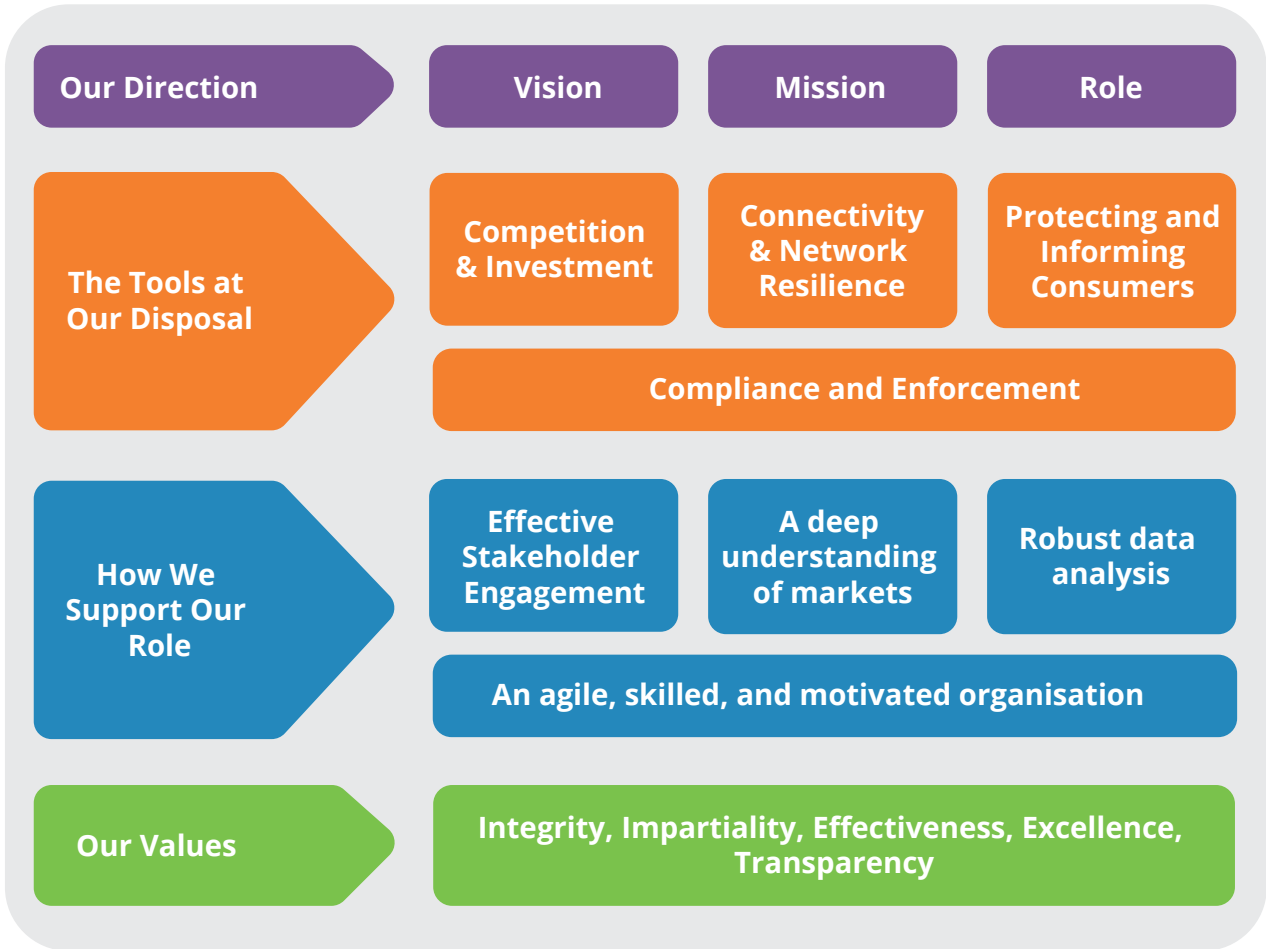 Our Direction
Vision
Mission
Role
The Tools at
Our Disposal
Competition
& Investment
Connectivity
& Network
Resilience
Protecting and
Informing
Consumers
Compliance and Enforcement
How We
Support Our
Role
Effective
Stakeholder
Engagement
A deep
understanding
of markets
Robust data
analysis
An agile, skilled, and motivated organisation
Our Values
Integrity, Impartiality, Effectiveness, Excellence,
Transparency